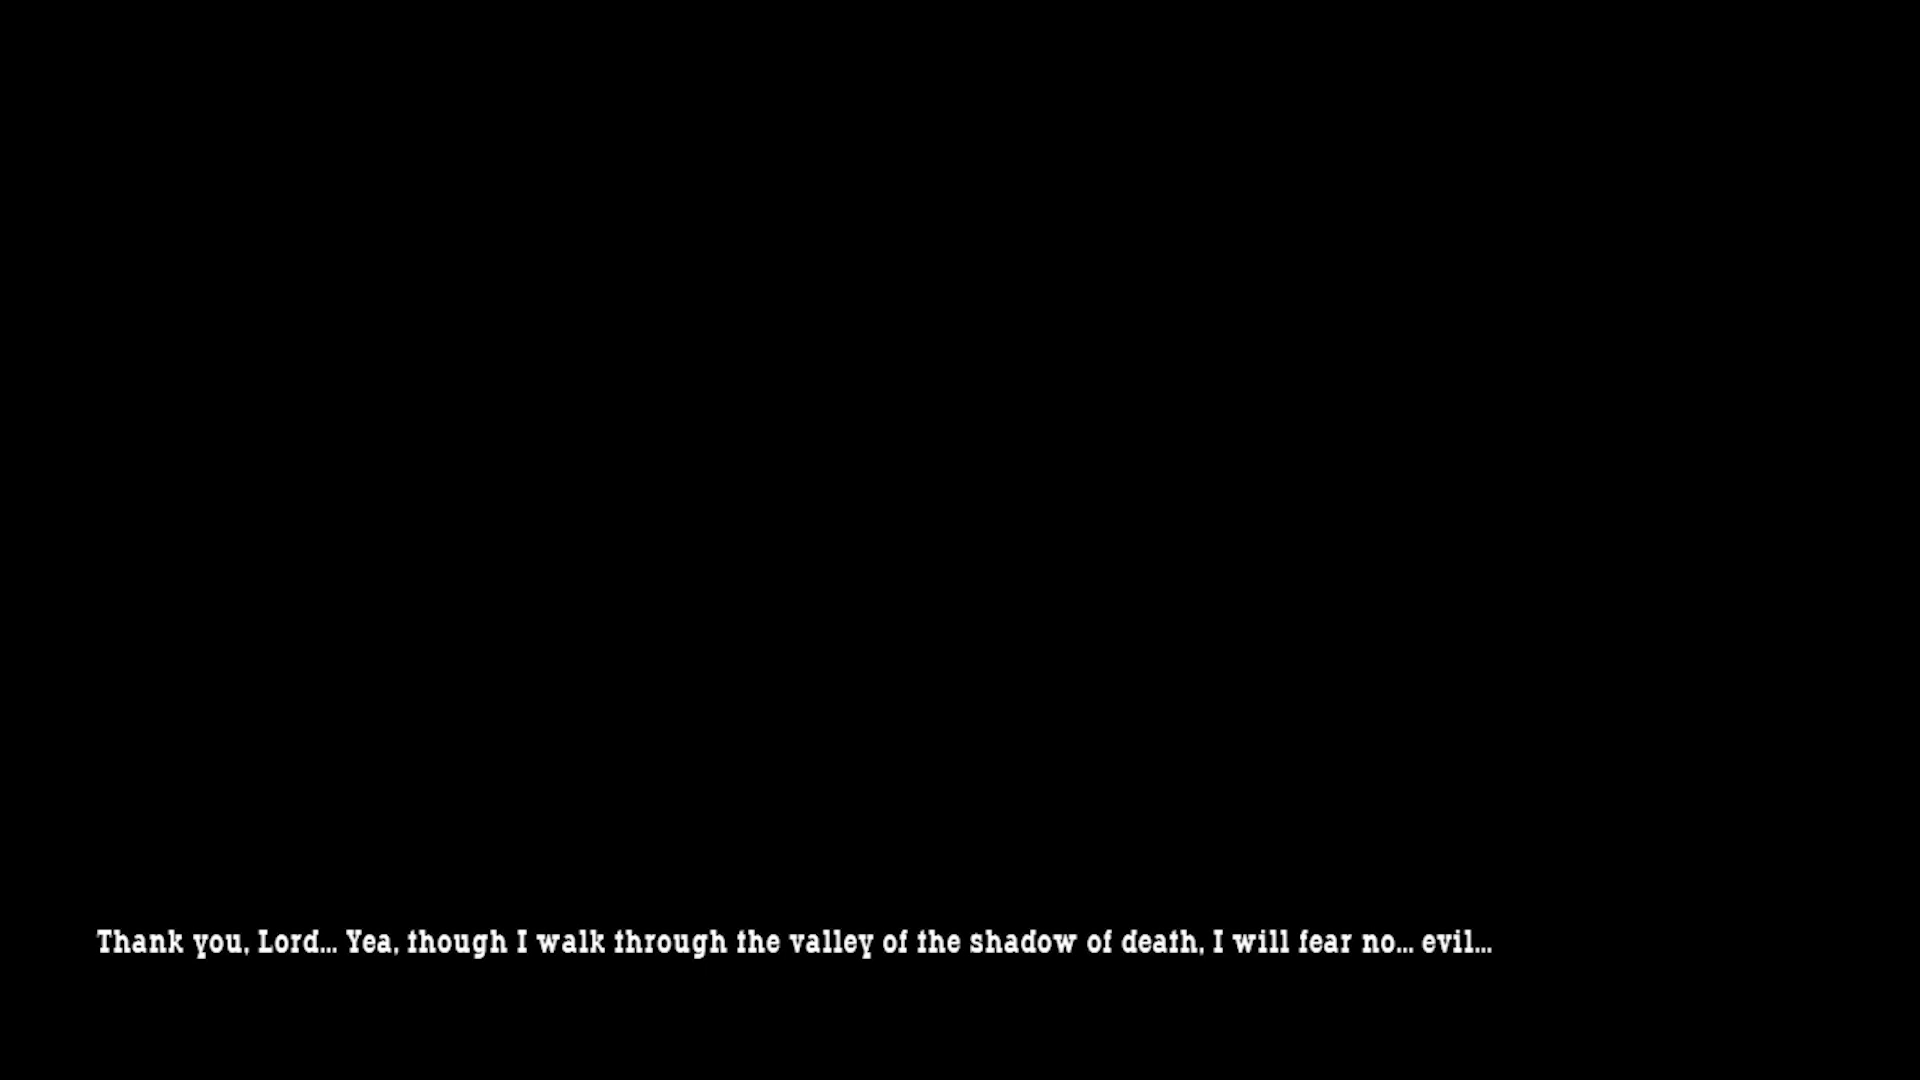 Thank you, Lord... Yea, though I walk through the valley of the shadow of death, I will fear no... evil...